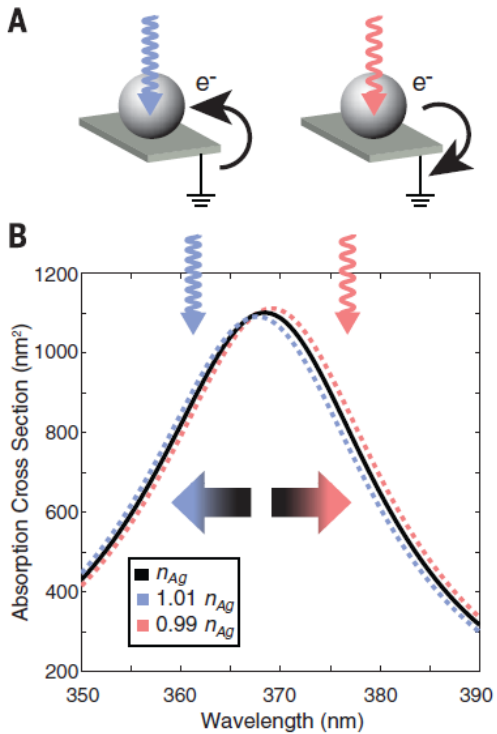 A
e⁻ e⁻
B
1200
1000
800
600
400
200
Absorption Cross Section (nm²)
n_Ag
1.01 n_Ag
0.99 n_Ag
350 360 370 380 390
Wavelength (nm)